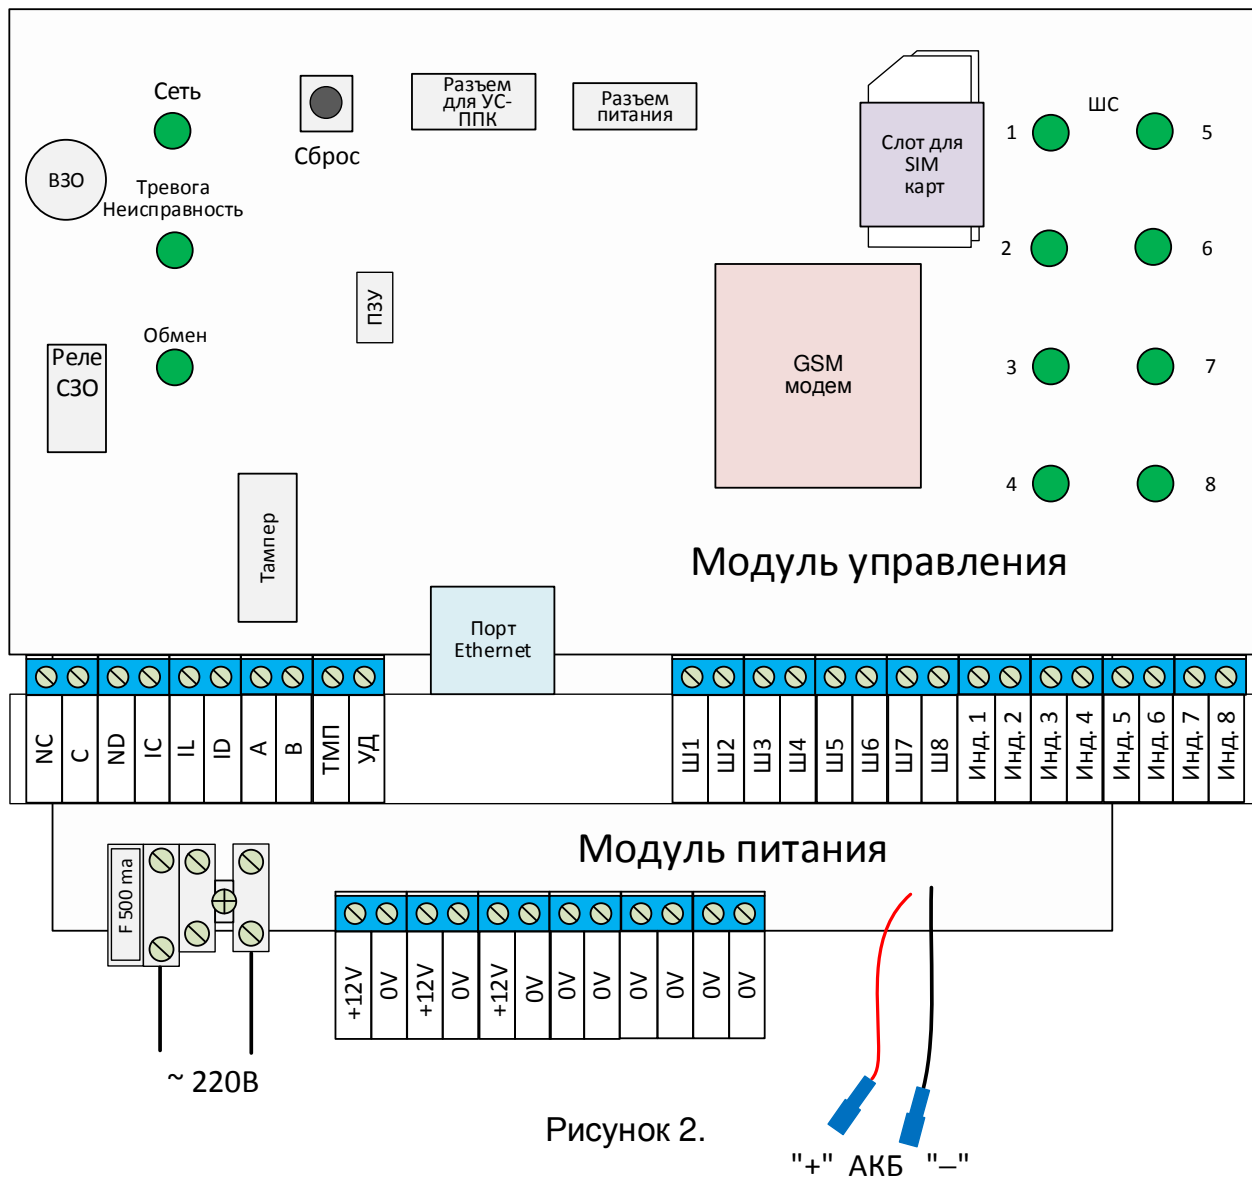 Сеть
Сброс
Разъем
для УС-
ППК
Разъем
питания
Слот для
SIM
карт
ШС
1
5
ВЗО
Тревога
Неисправность
2
6
ПЗУ
Обмен
Реле
СЗО
GSM
модем
3
7
4
8
Тампер
Модуль управления
Порт
Ethernet
NC
C
ND
IC
IL
ID
A
B
ТМП
УД
Ш1
Ш2
Ш3
Ш4
Ш5
Ш6
Ш7
Ш8
Инд. 1
Инд. 2
Инд. 3
Инд. 4
Инд. 5
Инд. 6
Инд. 7
Инд. 8
Модуль питания
F 500 ma
+12V
0V
+12V
0V
+12V
0V
0V
0V
0V
0V
0V
0V
~ 220В
Рисунок 2.
"+" АКБ "–"